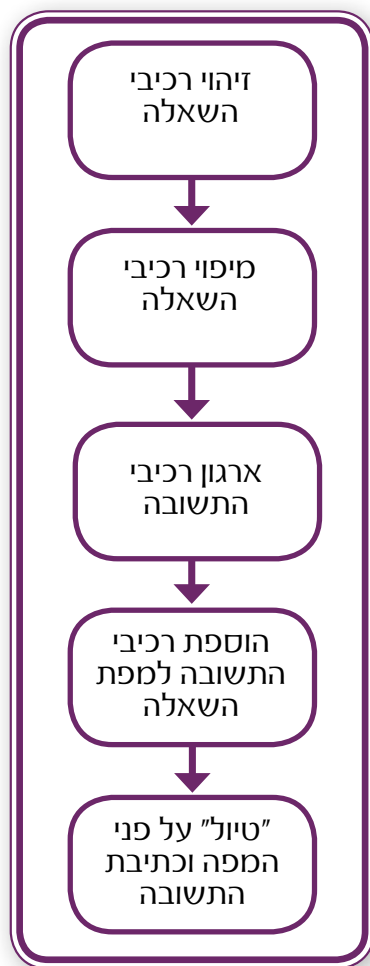 זיהוי רכיבי
השאלה
מיפוי רכיבי
השאלה
ארגון רכיבי
התשובה
הוספת רכיבי
התשובה למפת
השאלה
"טיול" על פני
המפה וכתיבת
התשובה